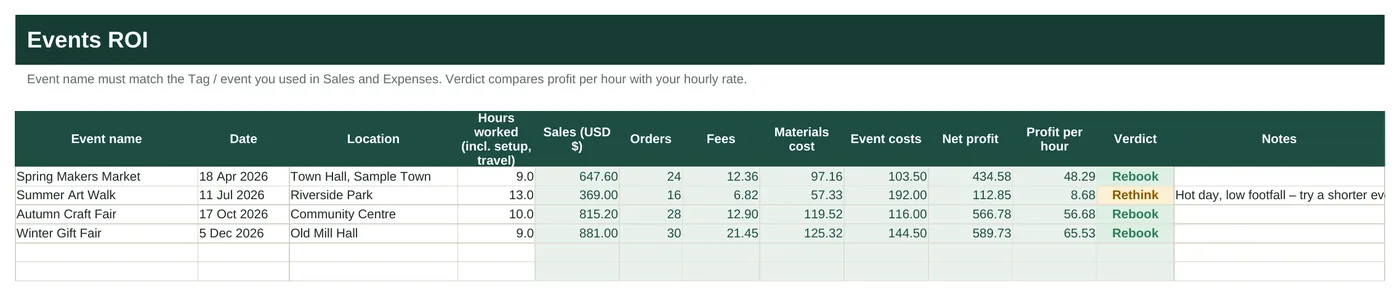 Events ROI
Event name must match the Tag / event you used in Sales and Expenses. Verdict compares profit per hour with your hourly rate.
Event name Date Location Hours worked (incl. setup, travel) Sales (USD $) Orders Fees Materials cost Event costs Net profit Profit per hour Verdict Notes
Spring Makers Market 18 Apr 2026 Town Hall, Sample Town 9.0 647.60 24 12.36 97.16 103.50 434.58 48.29 Rebook
Summer Art Walk 11 Jul 2026 Riverside Park 13.0 369.00 16 6.82 57.33 192.00 112.85 8.68 Rethink Hot day, low footfall – try a shorter ev
Autumn Craft Fair 17 Oct 2026 Community Centre 10.0 815.20 28 12.90 119.52 116.00 566.78 56.68 Rebook
Winter Gift Fair 5 Dec 2026 Old Mill Hall 9.0 881.00 30 21.45 125.32 144.50 589.73 65.53 Rebook